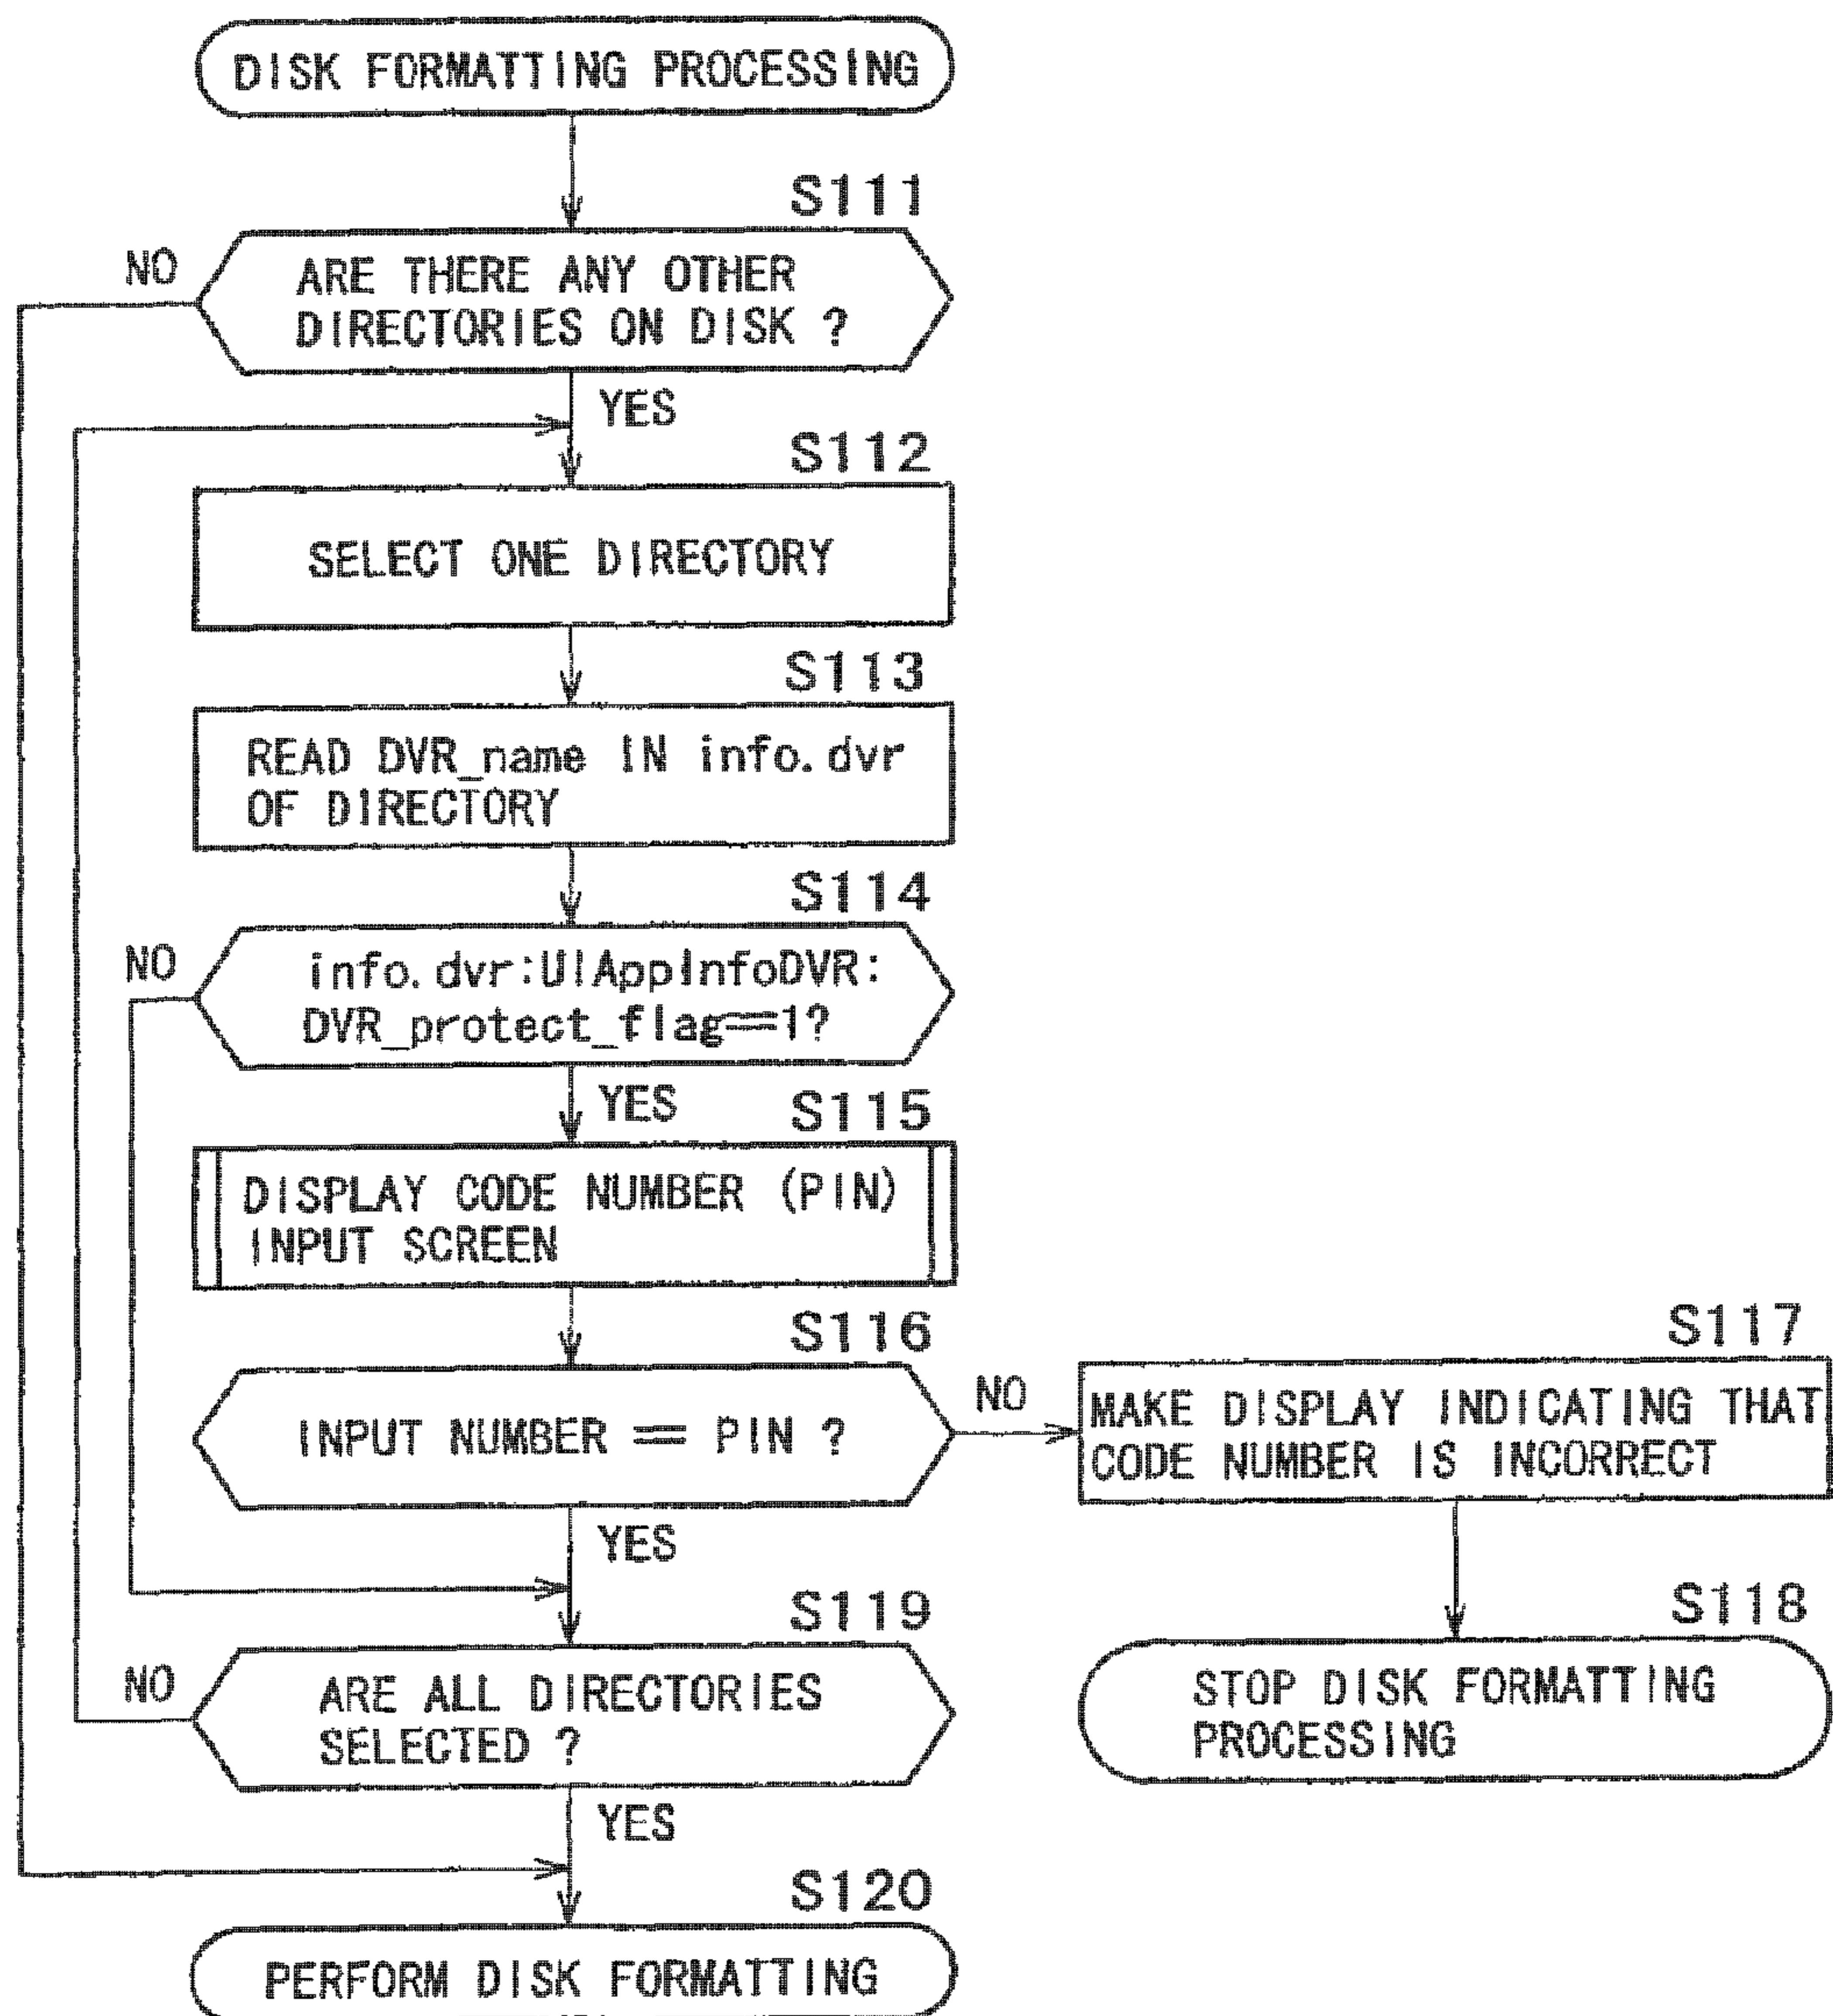 DISK FORMATTING PROCESSING
S111
NO
ARE THERE ANY OTHER
DIRECTORIES ON DISK ?
YES
S112
SELECT ONE DIRECTORY
S113
READ DVR_name IN info.dvr
OF DIRECTORY
S114
NO
info.dvr:UIAppInfoDVR:
DVR_protect_flag==1?
YES
S115
DISPLAY CODE NUMBER (PIN)
INPUT SCREEN
S116
INPUT NUMBER == PIN ?
NO
S117
MAKE DISPLAY INDICATING THAT
CODE NUMBER IS INCORRECT
YES
S118
STOP DISK FORMATTING
PROCESSING
S119
NO
ARE ALL DIRECTORIES
SELECTED ?
YES
S120
PERFORM DISK FORMATTING